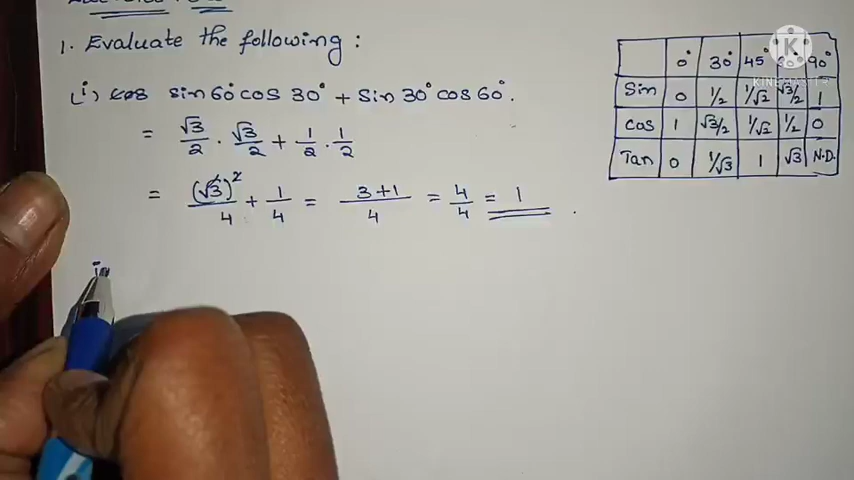 1. Evaluate the following :
(i) sin60° cos 30° + Sin 30° cos 60°.
= √3/2 . √3/2 + 1/2 . 1/2
= (√3)²/4 + 1/4 = 3+1/4 = 4/4 = 1
0° 30° 45° 90°
Sin 0 1/2 1/√2 √3/2 1
cos 1 √3/2 1/√2 1/2 0
Tan 0 1/√3 1 √3 N.D.
K